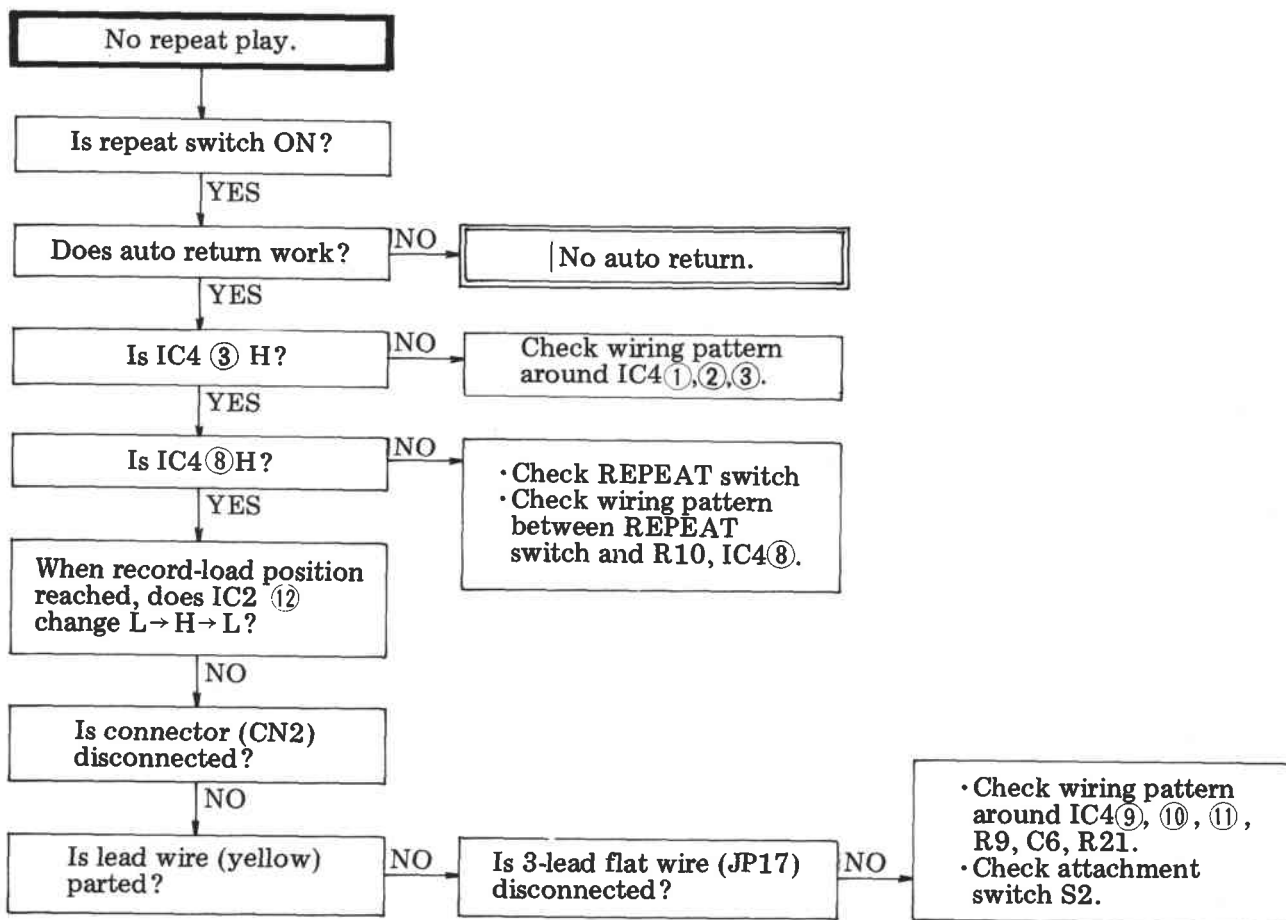 No repeat play.
Is repeat switch ON?
YES
Does auto return work?
NO
No auto return.
YES
Is IC4 ③ H?
NO
Check wiring pattern
around IC4①,②,③.
YES
Is IC4⑧H?
NO
・Check REPEAT switch
・Check wiring pattern
between REPEAT
switch and R10, IC4⑧.
YES
When record-load position
reached, does IC2 ⑫
change L→H→L?
NO
Is connector (CN2)
disconnected?
NO
Is lead wire (yellow)
parted?
NO
Is 3-lead flat wire (JP17)
disconnected?
NO
・Check wiring pattern
around IC4⑨, ⑩, ⑪,
R9, C6, R21.
・Check attachment
switch S2.